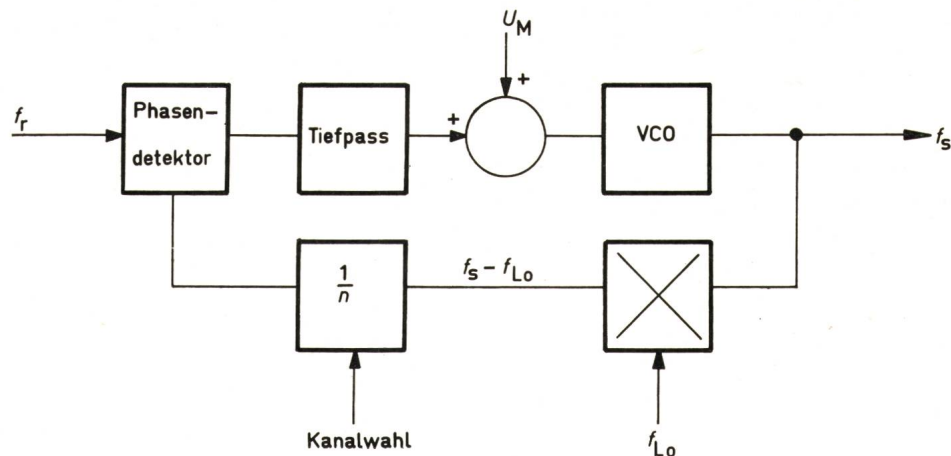 U_M
+
f_r
Phasen-
detektor
Tiefpass
+
VCO
f_s
1/n
f_s – f_Lo
Kanalwahl
f_Lo